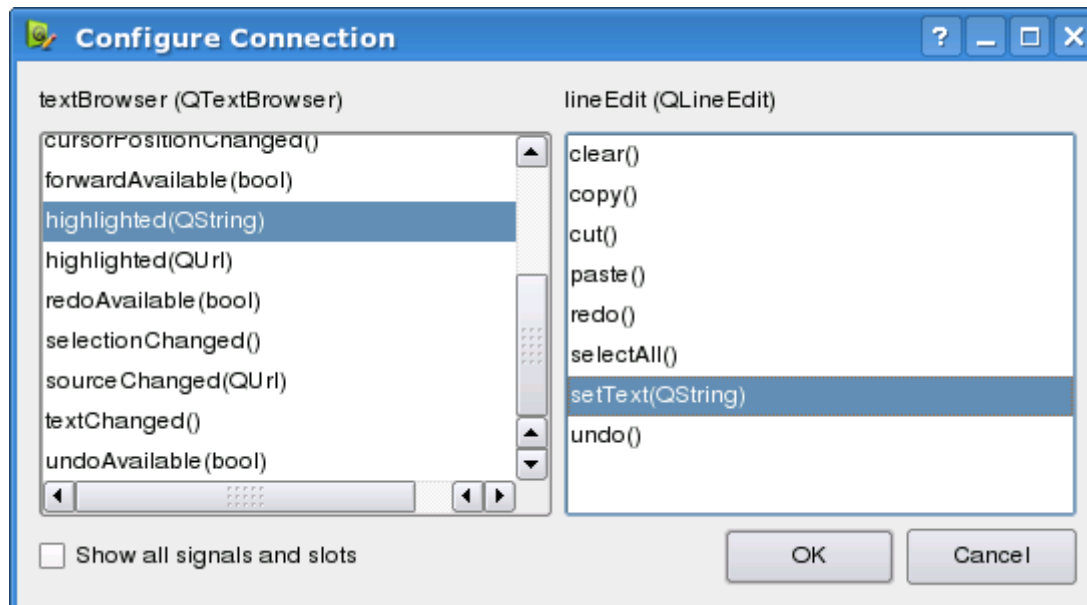 Configure Connection
textBrowser (QTextBrowser)
cursorPositionChanged()
forwardAvailable(bool)
highlighted(QString)
highlighted(QUrl)
redoAvailable(bool)
selectionChanged()
sourceChanged(QUrl)
textChanged()
undoAvailable(bool)
lineEdit (QLineEdit)
clear()
copy()
cut()
paste()
redo()
selectAll()
setText(QString)
undo()
Show all signals and slots
OK
Cancel